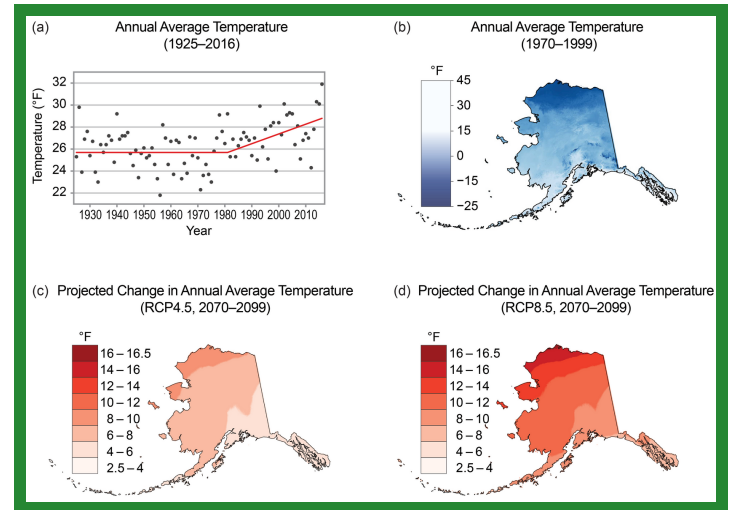 (a) Annual Average Temperature
(1925–2016)
Temperature (°F)
32
30
28
26
24
22
1930 1940 1950 1960 1970 1980 1990 2000 2010
Year
(b) Annual Average Temperature
(1970–1999)
°F
45
30
15
0
−15
−25
(c) Projected Change in Annual Average Temperature
(RCP4.5, 2070–2099)
°F
16 – 16.5
14 – 16
12 – 14
10 – 12
8 – 10
6 – 8
4 – 6
2.5 – 4
(d) Projected Change in Annual Average Temperature
(RCP8.5, 2070–2099)
°F
16 – 16.5
14 – 16
12 – 14
10 – 12
8 – 10
6 – 8
4 – 6
2.5 – 4